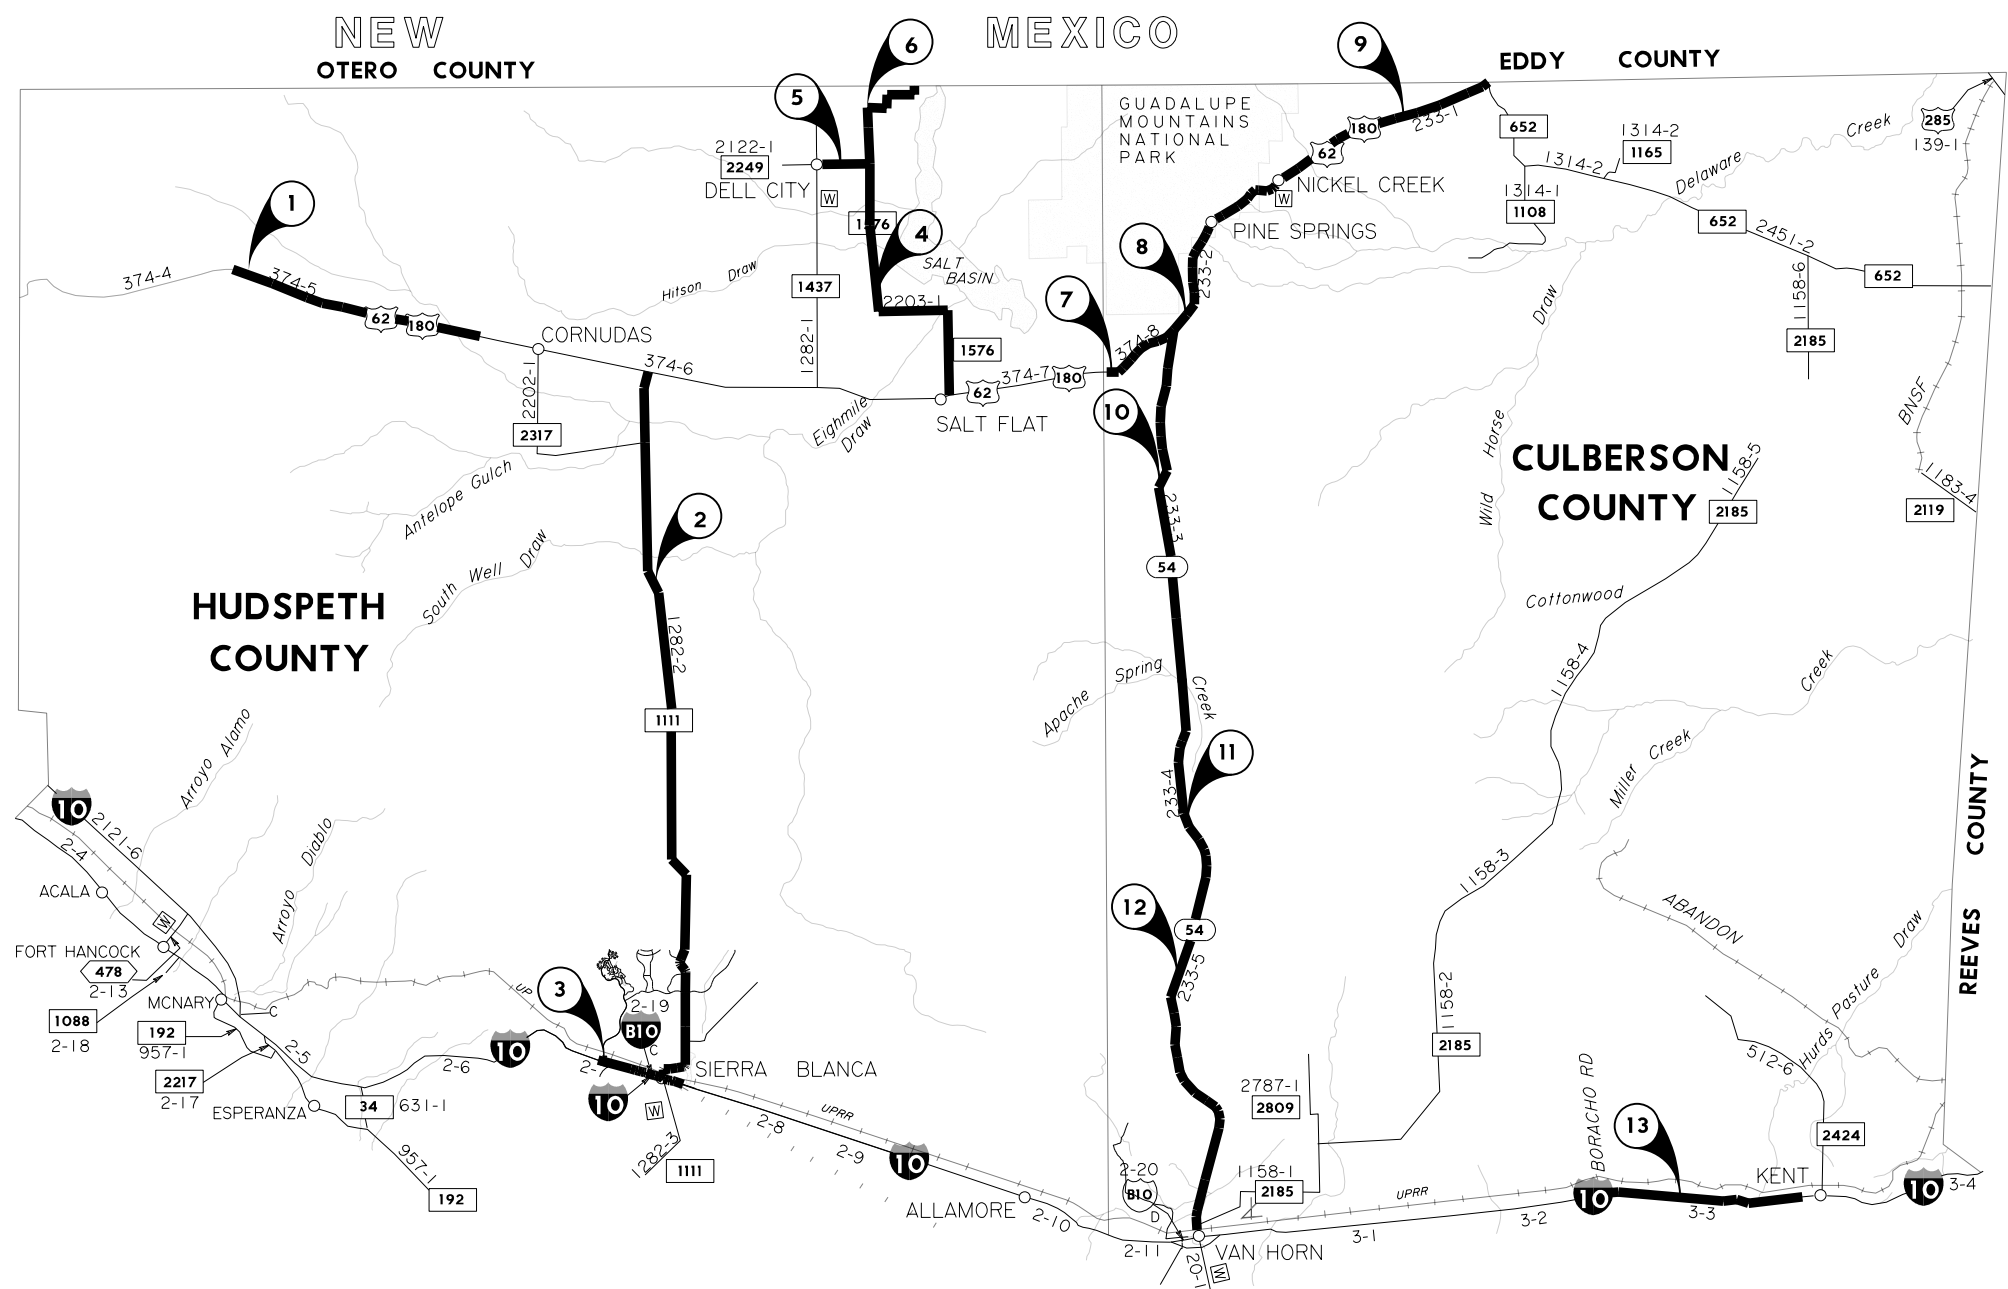 NEW
MEXICO
OTERO COUNTY
EDDY COUNTY
6
9
5
GUADALUPE
MOUNTAINS
NATIONAL
PARK
180
62
233-1
652
1314-2
1165
Creek
285
139-1
2122-1
2249
DELL CITY
W
NICKEL CREEK
W
1314-2
1314-1
1108
Delaware
1
1576
4
PINE SPRINGS
8
652
2451-2
652
374-4
374-5
62
180
Hitson Draw
1437
SALT
BASIN
2203-1
7
233-2
Draw
1158-6
2185
CORNUDAS
374-6
1282-1
1576
374-8
2202-1
2317
Eighmile
Draw
62
374-7
180
SALT FLAT
10
Horse
BNSF
CULBERSON
COUNTY
1158-5
2185
1183-4
2119
Antelope Gulch
2
233-3
Wild
54
South Well Draw
HUDSPETH
COUNTY
1282-2
Cottonwood
Apache Spring
Creek
1158-4
Creek
1111
Arroyo Alamo
11
Miller Creek
233-4
10
2121-6
2-4
Arroyo Diablo
COUNTY
REEVES
1158-3
ACALA
W
12
54
ABANDON
FORT HANCOCK
478
2-13
UP
3
2-19
B10
C
233-5
1158-2
2185
Hurds Pasture Draw
MCNARY
C
1088
2-18
192
957-1
2217
2-17
2-5
2-6
10
2-7
SIERRA BLANCA
512-6
ESPERANZA
34
631-1
10
W
UPRR
2-8
2787-1
2809
BORACHO RD
13
2424
957-1
192
1282-3
1111
2-9
10
2-20
B10
D
1158-1
2185
UPRR
10
3-3
KENT
10
3-4
ALLAMORE
2-10
2-11
VAN HORN
20-1
W
3-1
3-2